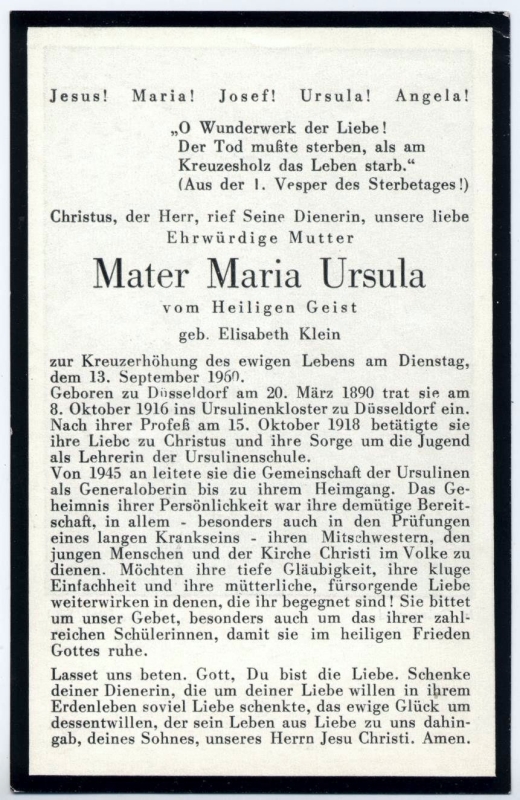 Jesus! Maria! Josef! Ursula! Angela!
„O Wunderwerk der Liebe!
Der Tod mußte sterben, als am
Kreuzesholz das Leben starb.“
(Aus der 1. Vesper des Sterbetages!)
Christus, der Herr, rief Seine Dienerin, unsere liebe
Ehrwürdige Mutter
Mater Maria Ursula
vom Heiligen Geist
geb. Elisabeth Klein
zur Kreuzerhöhung des ewigen Lebens am Dienstag,
dem 13. September 1960.
Geboren zu Düsseldorf am 20. März 1890 trat sie am
8. Oktober 1916 ins Ursulinenkloster zu Düsseldorf ein.
Nach ihrer Profeß am 15. Oktober 1918 betätigte sie
ihre Liebe zu Christus und ihre Sorge um die Jugend
als Lehrerin der Ursulinenschule.
Von 1945 an leitete sie die Gemeinschaft der Ursulinen
als Generaloberin bis zu ihrem Heimgang. Das Ge-
heimnis ihrer Persönlichkeit war ihre demütige Bereit-
schaft, in allem - besonders auch in den Prüfungen
eines langen Krankseins - ihren Mitschwestern, den
jungen Menschen und der Kirche Christi im Volke zu
dienen. Möchten ihre tiefe Gläubigkeit, ihre kluge
Einfachheit und ihre mütterliche, fürsorgende Liebe
weiterwirken in denen, die ihr begegnet sind! Sie bittet
um unser Gebet, besonders auch um das ihrer zahl-
reichen Schülerinnen, damit sie im heiligen Frieden
Gottes ruhe.
Lasset uns beten. Gott, Du bist die Liebe. Schenke
deiner Dienerin, die um deiner Liebe willen in ihrem
Erdenleben soviel Liebe schenkte, das ewige Glück um
dessentwillen, der sein Leben aus Liebe zu uns dahin-
gab, deines Sohnes, unseres Herrn Jesu Christi. Amen.